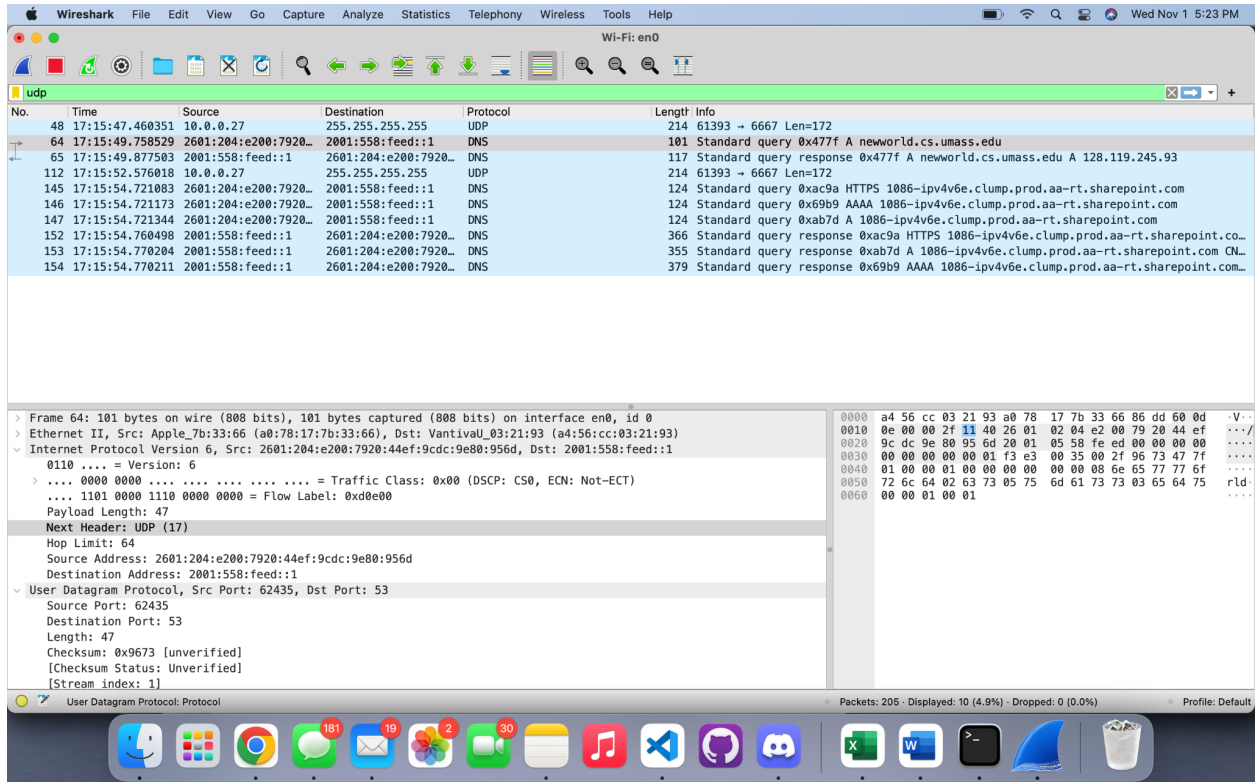 Wireshark File Edit View Go Capture Analyze Statistics Telephony Wireless Tools Help Wed Nov 1 5:23 PM
Wi-Fi: en0
udp
No. Time Source Destination Protocol Length Info
48 17:15:47.460351 10.0.0.27 255.255.255.255 UDP 214 61393 → 6667 Len=172
64 17:15:49.758529 2601:204:e200:7920… 2001:558:feed::1 DNS 101 Standard query 0x477f A newworld.cs.umass.edu
65 17:15:49.877503 2001:558:feed::1 2601:204:e200:7920… DNS 117 Standard query response 0x477f A newworld.cs.umass.edu A 128.119.245.93
112 17:15:52.576018 10.0.0.27 255.255.255.255 UDP 214 61393 → 6667 Len=172
145 17:15:54.721083 2601:204:e200:7920… 2001:558:feed::1 DNS 124 Standard query 0xac9a HTTPS 1086-ipv4v6e.clump.prod.aa-rt.sharepoint.com
146 17:15:54.721173 2601:204:e200:7920… 2001:558:feed::1 DNS 124 Standard query 0x69b9 AAAA 1086-ipv4v6e.clump.prod.aa-rt.sharepoint.com
147 17:15:54.721344 2601:204:e200:7920… 2001:558:feed::1 DNS 124 Standard query 0xab7d A 1086-ipv4v6e.clump.prod.aa-rt.sharepoint.com
152 17:15:54.760498 2001:558:feed::1 2601:204:e200:7920… DNS 366 Standard query response 0xac9a HTTPS 1086-ipv4v6e.clump.prod.aa-rt.sharepoint.co…
153 17:15:54.770204 2001:558:feed::1 2601:204:e200:7920… DNS 355 Standard query response 0xab7d A 1086-ipv4v6e.clump.prod.aa-rt.sharepoint.com CN…
154 17:15:54.770211 2001:558:feed::1 2601:204:e200:7920… DNS 379 Standard query response 0x69b9 AAAA 1086-ipv4v6e.clump.prod.aa-rt.sharepoint.com…
Frame 64: 101 bytes on wire (808 bits), 101 bytes captured (808 bits) on interface en0, id 0
Ethernet II, Src: Apple_7b:33:66 (a0:78:17:7b:33:66), Dst: VantivaU_03:21:93 (a4:56:cc:03:21:93)
Internet Protocol Version 6, Src: 2601:204:e200:7920:44ef:9cdc:9e80:956d, Dst: 2001:558:feed::1
0110 .... = Version: 6
.... 0000 0000 .... .... .... .... .... = Traffic Class: 0x00 (DSCP: CS0, ECN: Not-ECT)
.... 1101 0000 1110 0000 0000 = Flow Label: 0xd0e00
Payload Length: 47
Next Header: UDP (17)
Hop Limit: 64
Source Address: 2601:204:e200:7920:44ef:9cdc:9e80:956d
Destination Address: 2001:558:feed::1
User Datagram Protocol, Src Port: 62435, Dst Port: 53
Source Port: 62435
Destination Port: 53
Length: 47
Checksum: 0x9673 [unverified]
[Checksum Status: Unverified]
[Stream index: 1]
0000 a4 56 cc 03 21 93 a0 78 17 7b 33 66 86 dd 60 0d ·V··
0010 0e 00 00 2f 11 40 26 01 02 04 e2 00 79 20 44 ef ···/
0020 9c dc 9e 80 95 6d 20 01 05 58 fe ed 00 00 00 00 ····
0030 00 00 00 00 00 01 f3 e3 00 35 00 2f 96 73 47 7f ····
0040 01 00 00 01 00 00 00 00 00 00 08 6e 65 77 77 6f ····
0050 72 6c 64 02 63 73 05 75 6d 61 73 73 03 65 64 75 rld·
0060 00 00 01 00 01 ····
User Datagram Protocol: Protocol Packets: 205 · Displayed: 10 (4.9%) · Dropped: 0 (0.0%) Profile: Default
181 19 2 30
X W >_